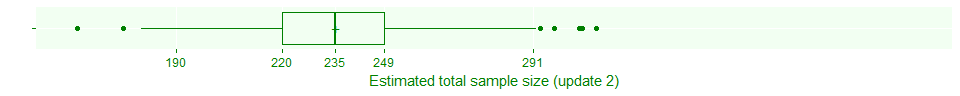 190 220 235 249 291
Estimated total sample size (update 2)